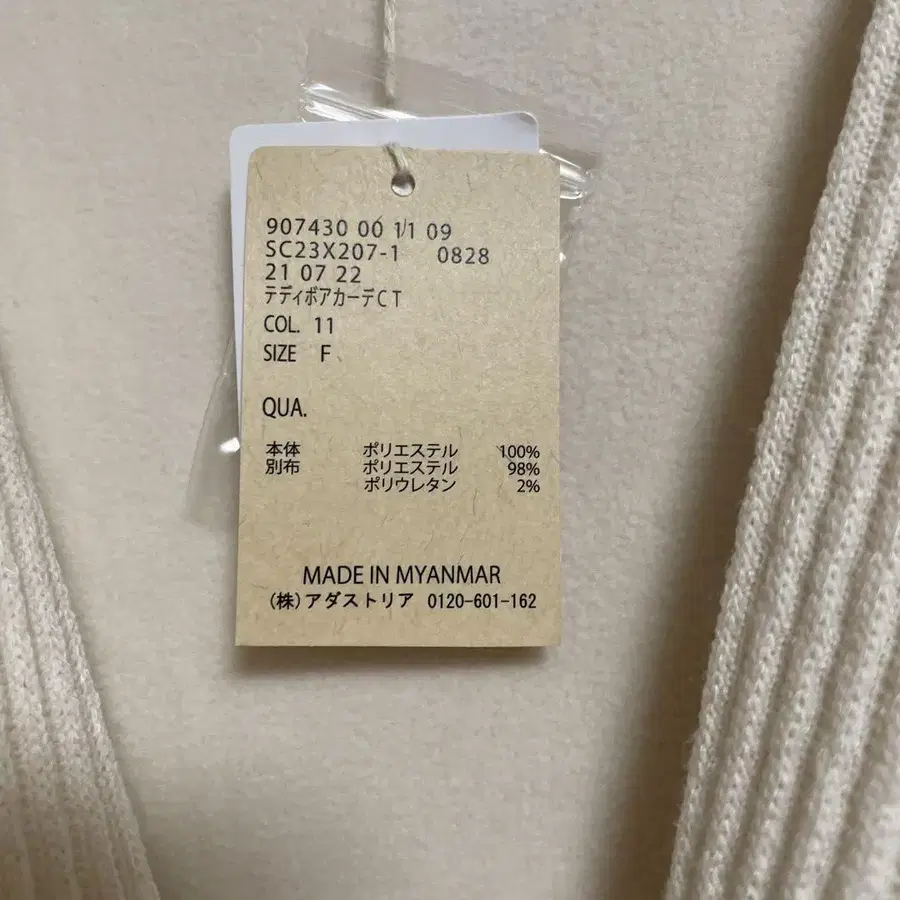 907430 00 1/1 09
SC23X207-1 0828
21 07 22
テディボアカーデCT
COL. 11
SIZE F
QUA.
本体 ポリエステル 100%
別布 ポリエステル 98%
ポリウレタン 2%
MADE IN MYANMAR
(株)アダストリア 0120-601-162